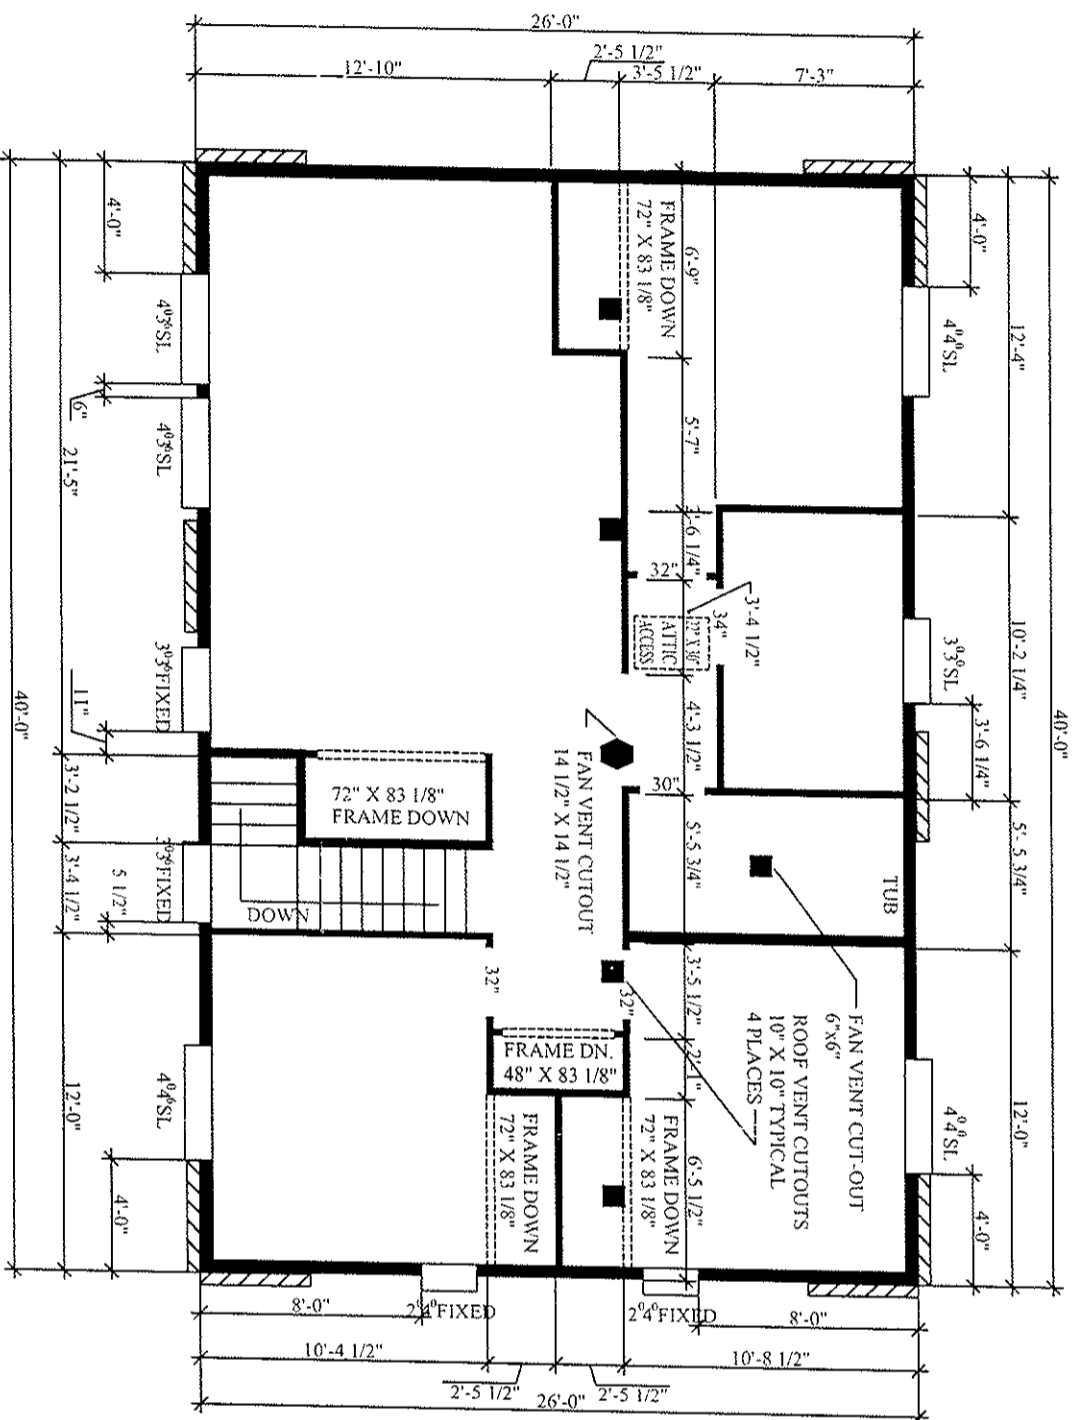 26'-0"
2'-5 1/2"
12'-10"
3'-5 1/2"
7'-3"
4'-0"
4'-0"
FRAME DOWN
72" X 83 1/8"
6'-9"
12'-4"
4⁰3⁶SL
4⁰4⁰SL
6"
4⁰3⁶SL
21'-5"
5'-7"
40'-0"
40'-0"
-6 1/4"
32"
3'-4 1/2"
34"
22" X 30"
ATTIC
ACCESS
10'-2 1/4"
3⁰3⁰SL
3⁰3⁶FIXED
11"
4'-3 1/2"
3'-6 1/4"
FAN VENT CUTOUT
14 1/2" X 14 1/2"
30"
3'-2 1/2"
72" X 83 1/8"
FRAME DOWN
5'-5 3/4"
5'-5 3/4"
TUB
3'-4 1/2"
5 1/2"
3⁰3⁶FIXED
DOWN
32"
32"
3'-5 1/2"
FAN VENT CUT-OUT
6"x6"
ROOF VENT CUTOUTS
10" X 10" TYPICAL
4 PLACES
FRAME DN.
48" X 83 1/8"
2'-1"
12'-0"
12'-0"
4⁰4⁶SL
4⁰4⁰SL
FRAME DOWN
72" X 83 1/8"
FRAME DOWN
72" X 83 1/8"
6'-5 1/2"
4'-0"
4'-0"
8'-0"
2⁰4⁰FIXED
2⁰4⁰FIXED
8'-0"
10'-4 1/2"
10'-8 1/2"
2'-5 1/2"
2'-5 1/2"
26'-0"